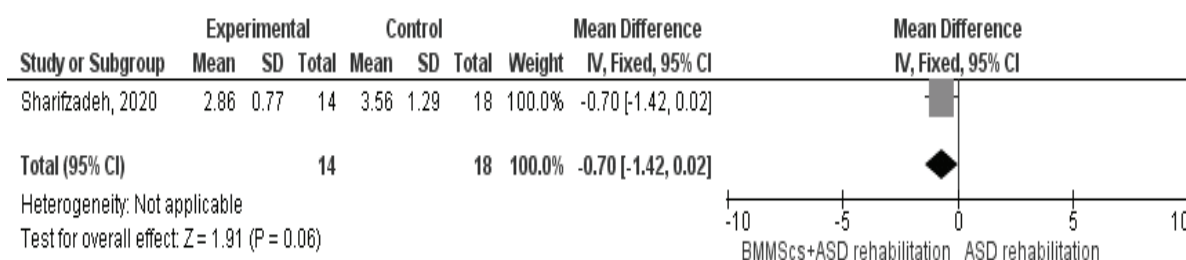 Experimental Control Mean Difference Mean Difference
Study or Subgroup Mean SD Total Mean SD Total Weight IV, Fixed, 95% CI IV, Fixed, 95% CI
Sharifzadeh, 2020 2.86 0.77 14 3.56 1.29 18 100.0% -0.70 [-1.42, 0.02]
Total (95% CI) 14 18 100.0% -0.70 [-1.42, 0.02]
Heterogeneity: Not applicable
Test for overall effect: Z = 1.91 (P = 0.06)
-10 -5 0 5 10
BMMScs+ASD rehabilitation ASD rehabilitation